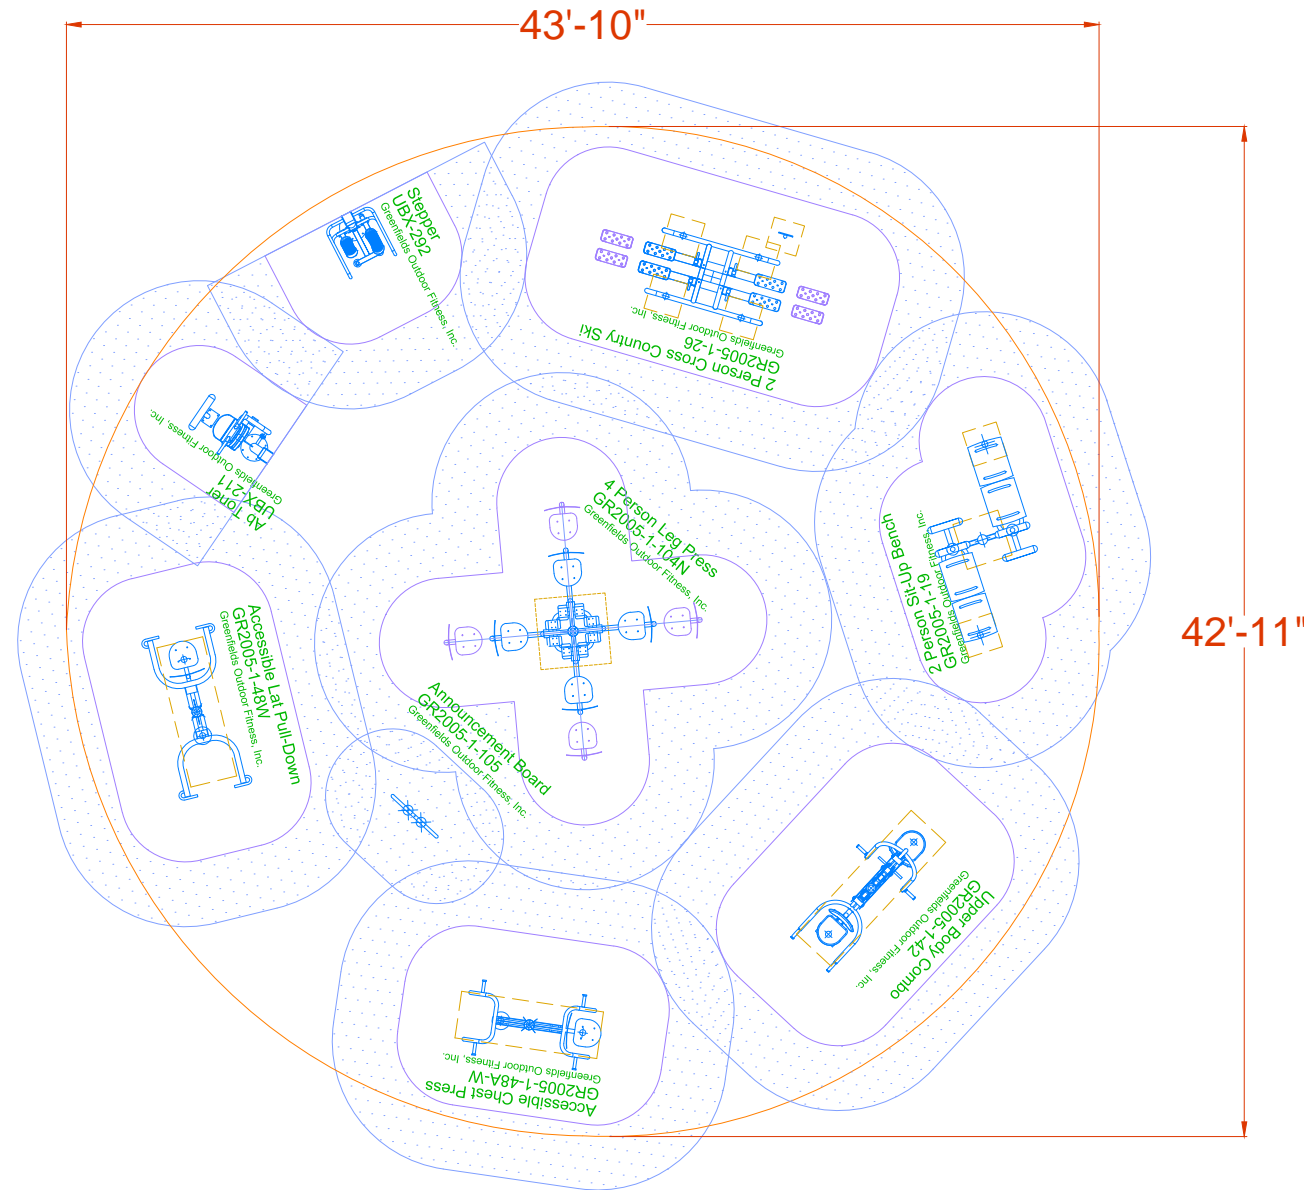 43'-10"
Stepper
UBX-292
Greenfields Outdoor Fitness, Inc.
2 Person Cross Country Ski
GR2005-1-26
Greenfields Outdoor Fitness, Inc.
Ab Toner
UBX-211
Greenfields Outdoor Fitness, Inc.
4 Person Leg Press
GR2005-1-104N
Greenfields Outdoor Fitness, Inc.
2 Person Sit-Up Bench
GR2005-1-19
Greenfields Outdoor Fitness, Inc.
42'-11"
Accessible Lat Pull-Down
GR2005-1-48W
Greenfields Outdoor Fitness, Inc.
Announcement Board
GR2005-1-105
Greenfields Outdoor Fitness, Inc.
Upper Body Combo
GR2005-1-42
Greenfields Outdoor Fitness, Inc.
Accessible Chest Press
GR2005-1-48A-W
Greenfields Outdoor Fitness, Inc.